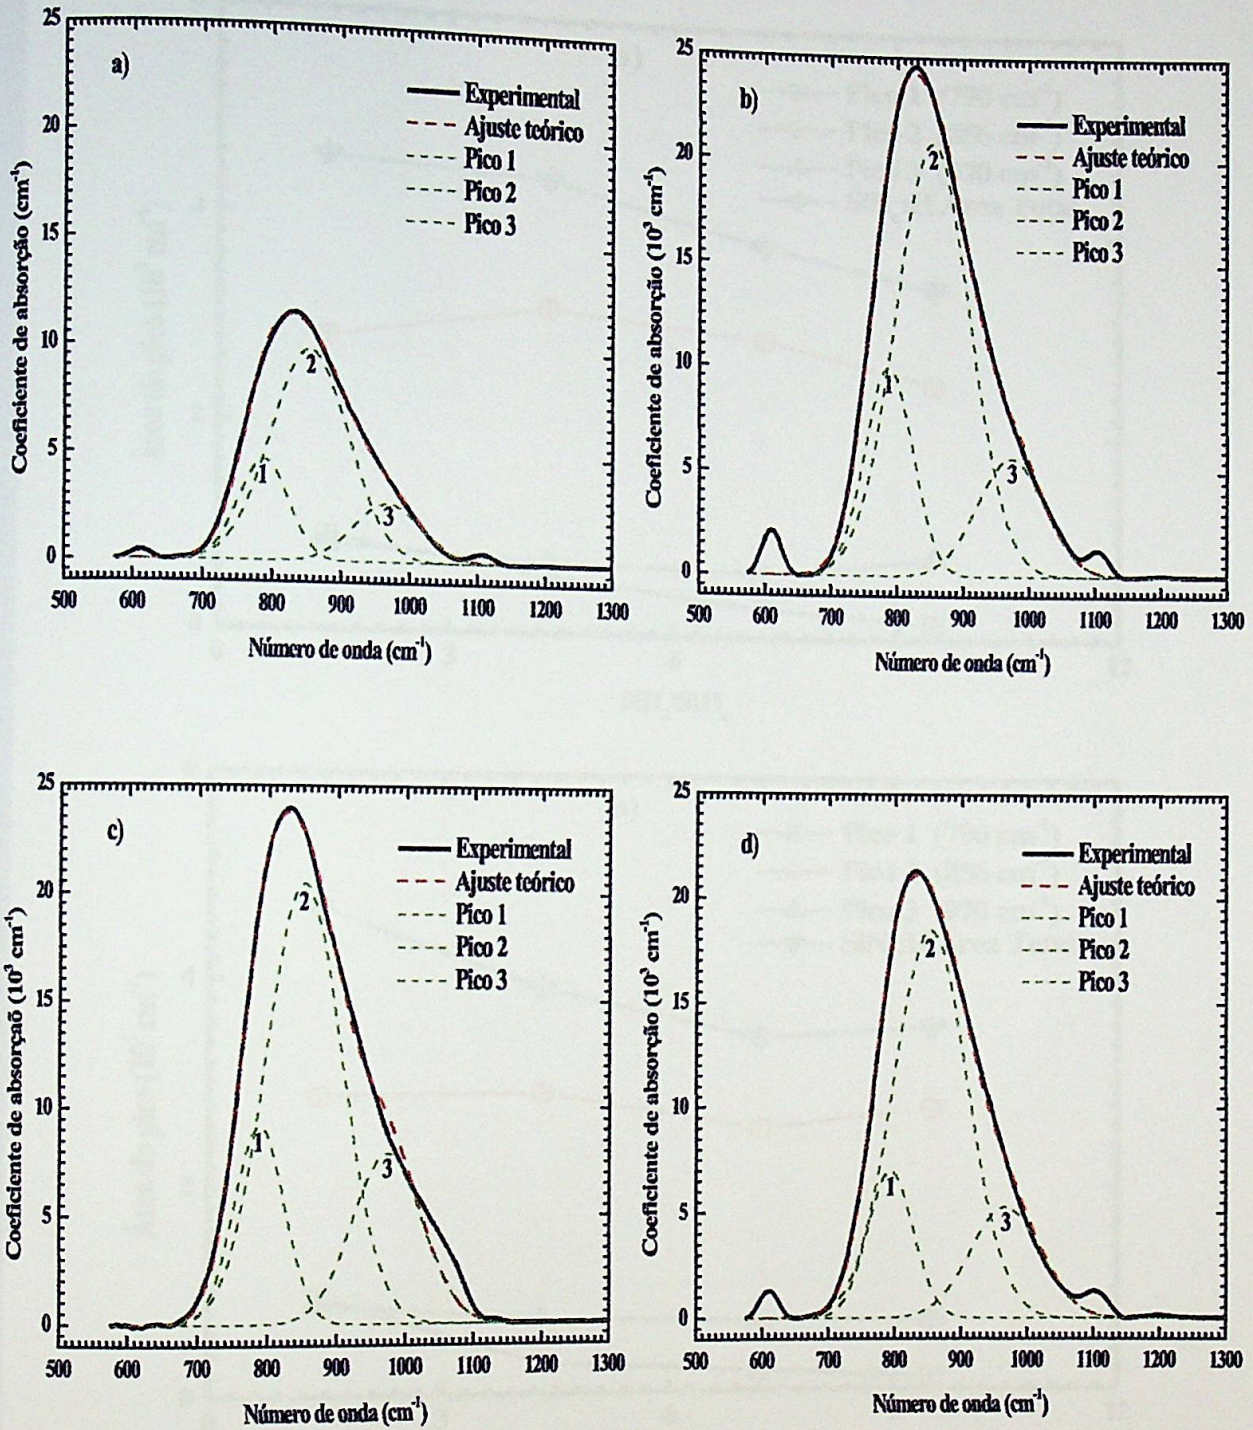 a)
Experimental
Ajuste teórico
Pico 1
Pico 2
Pico 3
Coeficiente de absorção (cm⁻¹)
25
20
15
10
5
0
1
2
3
500 600 700 800 900 1000 1100 1200 1300
Número de onda (cm⁻¹)
b)
Experimental
Ajuste teórico
Pico 1
Pico 2
Pico 3
Coeficiente de absorção (10³ cm⁻¹)
25
20
15
10
5
0
1
2
3
500 600 700 800 900 1000 1100 1200 1300
Número de onda (cm⁻¹)
c)
Experimental
Ajuste teórico
Pico 1
Pico 2
Pico 3
Coeficiente de absorçaõ (10³ cm⁻¹)
25
20
15
10
5
0
1
2
3
500 600 700 800 900 1000 1100 1200 1300
Número de onda (cm⁻¹)
d)
Experimental
Ajuste teórico
Pico 1
Pico 2
Pico 3
Coeficiente de absorção (10³ cm⁻¹)
25
20
15
10
5
0
1
2
3
500 600 700 800 900 1000 1100 1200 1300
Número de onda (cm⁻¹)